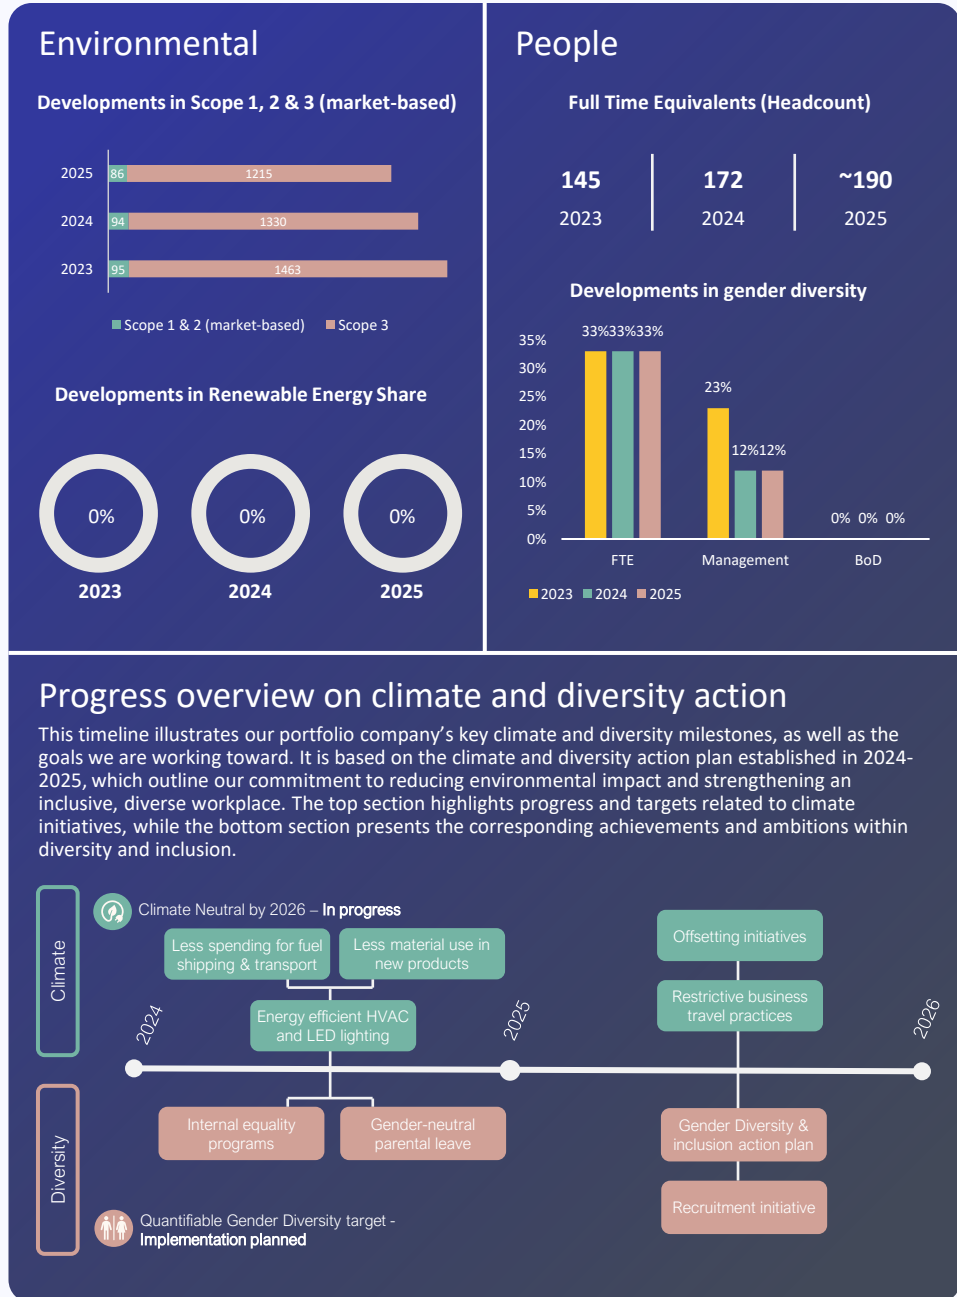 Environmental
Developments in Scope 1, 2 & 3 (market-based)
2025
86
1215
2024
94
1330
2023
95
1463
Scope 1 & 2 (market-based)
Scope 3
Developments in Renewable Energy Share
0%
0%
0%
2023
2024
2025
People
Full Time Equivalents (Headcount)
145
172
~190
2023
2024
2025
Developments in gender diversity
35%
30%
25%
20%
15%
10%
5%
0%
33%33%33%
23%
12%12%
0% 0% 0%
FTE
Management
BoD
2023
2024
2025
Progress overview on climate and diversity action
This timeline illustrates our portfolio company’s key climate and diversity milestones, as well as the
goals we are working toward. It is based on the climate and diversity action plan established in 2024-
2025, which outline our commitment to reducing environmental impact and strengthening an
inclusive, diverse workplace. The top section highlights progress and targets related to climate
initiatives, while the bottom section presents the corresponding achievements and ambitions within
diversity and inclusion.
Climate
Climate Neutral by 2026 – In progress
Less spending for fuel
shipping & transport
Less material use in
new products
Energy efficient HVAC
and LED lighting
Offsetting initiatives
Restrictive business
travel practices
2024
2025
2026
Diversity
Internal equality
programs
Gender-neutral
parental leave
Gender Diversity &
inclusion action plan
Recruitment initiative
Quantifiable Gender Diversity target -
Implementation planned